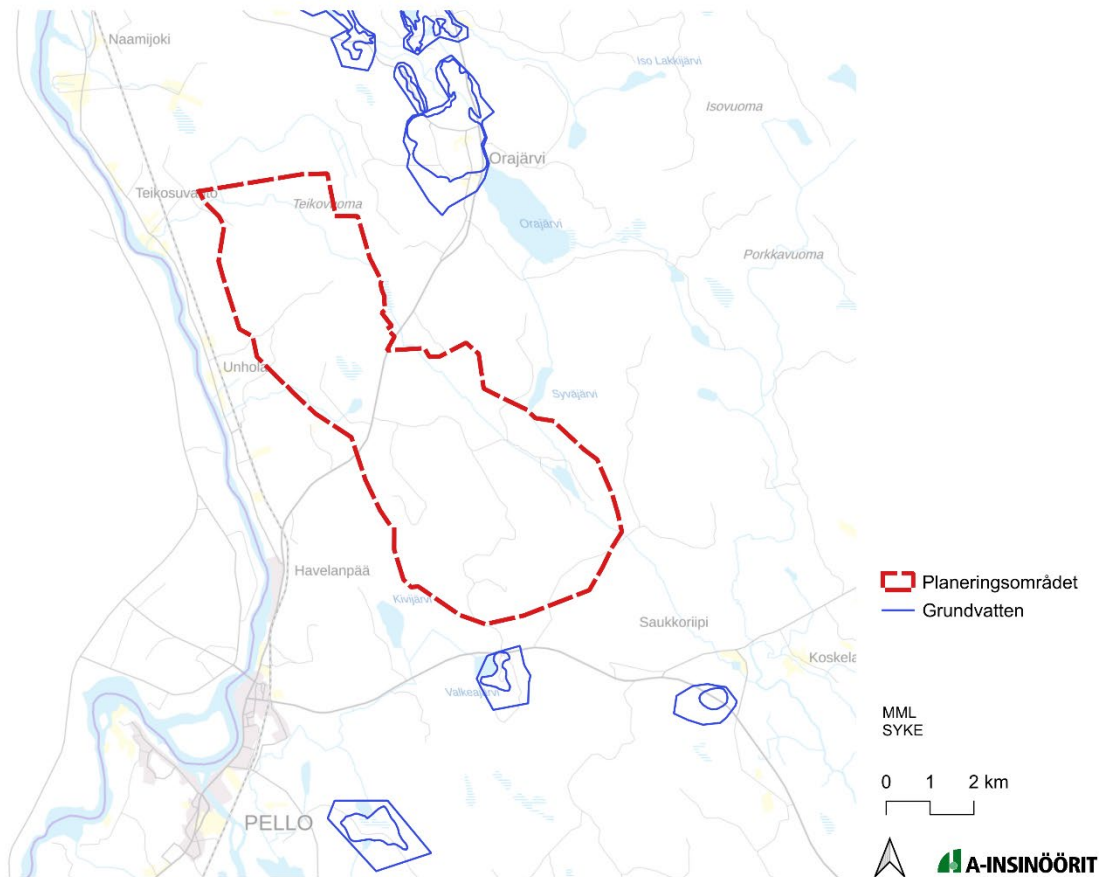 Naamijoki
Iso Lakkijärvi
Isovuoma
Orajärvi
Teikosuvanto
Teikovuoma
Orajärvi
Porkkavuoma
Unhola
Syväjärvi
Havelanpää
Kivijärvi
Saukkoriipi
Koskela
Valkeajärvi
PELLO
Planeringsområdet
Grundvatten
MML
SYKE
0 1 2 km
A-INSINÖÖRIT